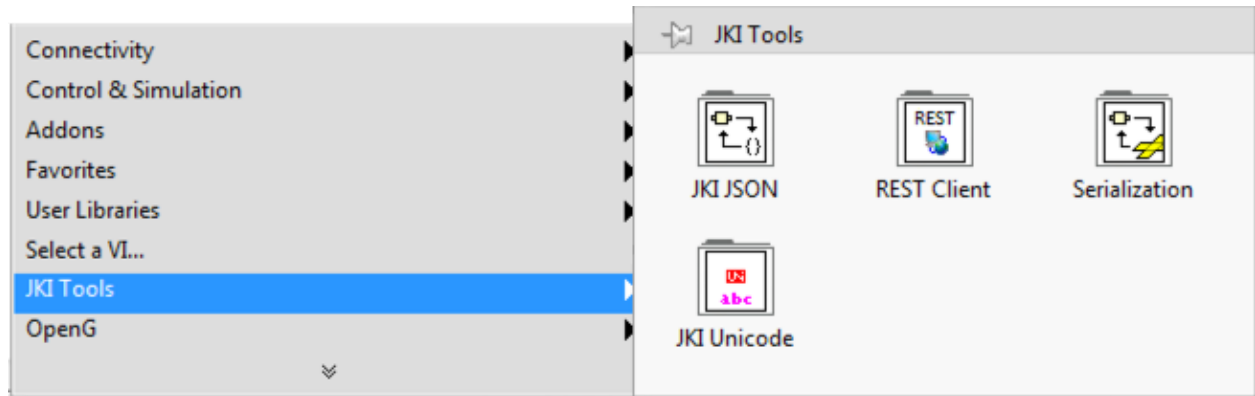 Connectivity
Control & Simulation
Addons
Favorites
User Libraries
Select a VI...
JKI Tools
OpenG
JKI Tools
{}
JKI JSON
REST
REST Client
Serialization
UN
abc
JKI Unicode